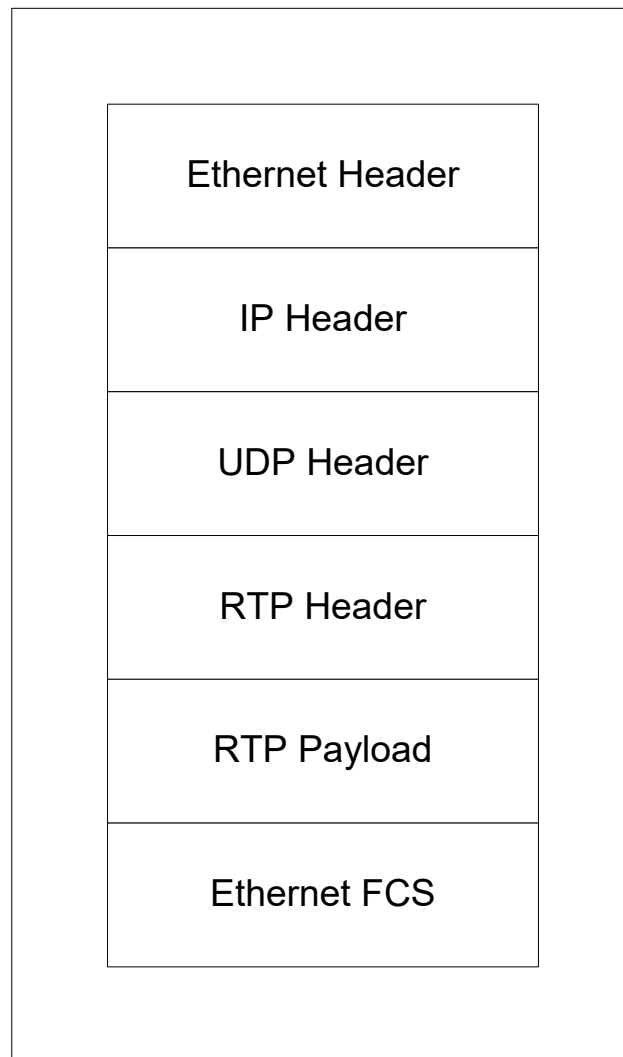 Ethernet Header
IP Header
UDP Header
RTP Header
RTP Payload
Ethernet FCS